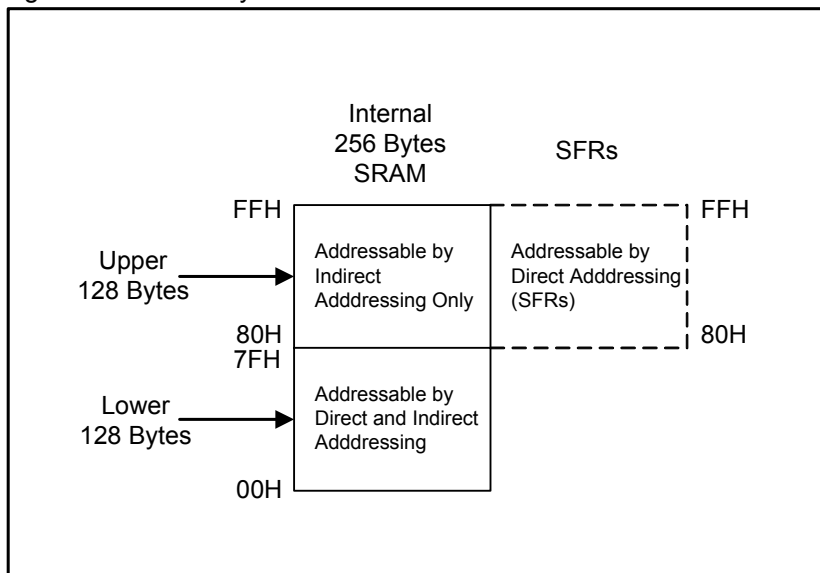 Internal
256 Bytes
SRAM
SFRs
FFH
FFH
Upper
128 Bytes
Addressable by
Indirect
Adddressing Only
Addressable by
Direct Adddressing
(SFRs)
80H
80H
7FH
Lower
128 Bytes
Addressable by
Direct and Indirect
Adddressing
00H